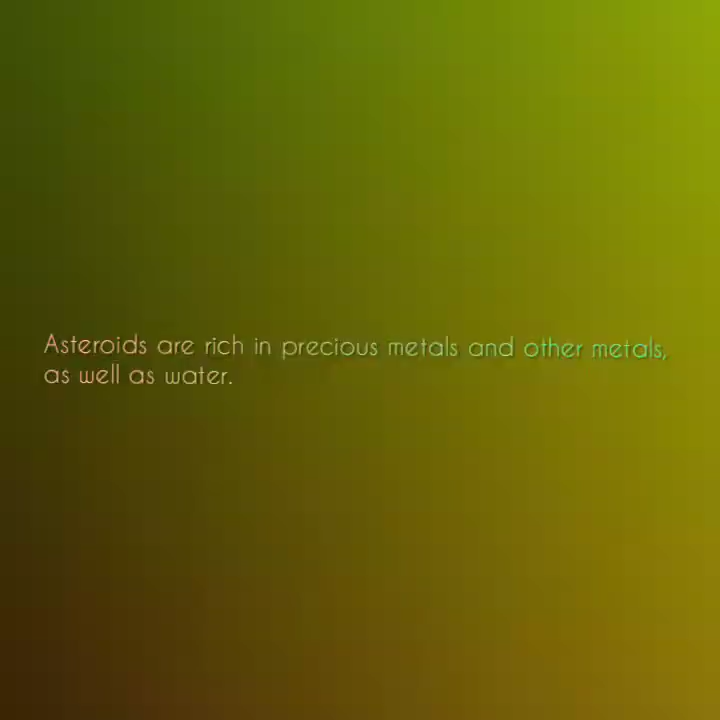 Asteroids are rich in precious metals and other metals,
as well as water.